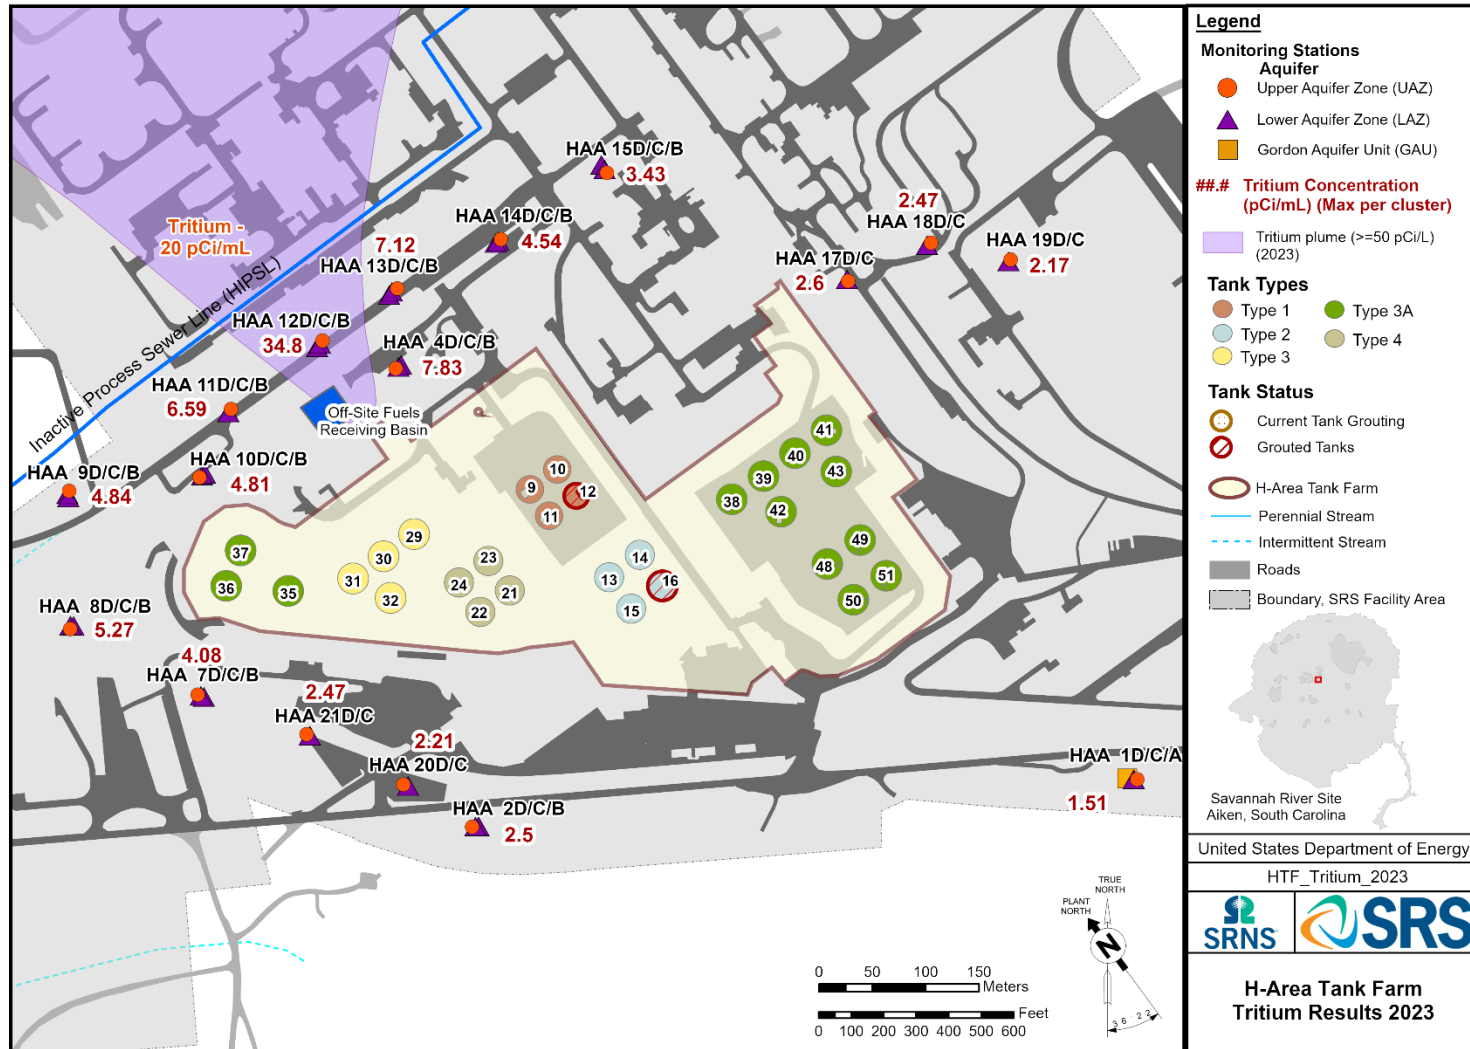 HAA 15D/C/B
3.43
2.47
HAA 18D/C
HAA 14D/C/B
4.54
Tritium -
20 pCi/mL
7.12
HAA 13D/C/B
HAA 19D/C
2.17
HAA 17D/C
2.6
Inactive Process Sewer Line (HIPSL)
HAA 12D/C/B
34.8
HAA 4D/C/B
7.83
HAA 11D/C/B
6.59
Off-Site Fuels
Receiving Basin
HAA 9D/C/B
4.84
HAA 10D/C/B
4.81
10
9
12
11
41
40
39
43
38
42
37
36
35
29
30
31
32
23
24
21
22
14
13
16
15
49
48
51
50
HAA 8D/C/B
5.27
4.08
HAA 7D/C/B
2.47
HAA 21D/C
2.21
HAA 20D/C
HAA 2D/C/B
2.5
HAA 1D/C/A
1.51
TRUE
NORTH
PLANT
NORTH
N
36 22
0 50 100 150
Meters
Feet
0 100 200 300 400 500 600
Legend
Monitoring Stations
Aquifer
Upper Aquifer Zone (UAZ)
Lower Aquifer Zone (LAZ)
Gordon Aquifer Unit (GAU)
##.# Tritium Concentration
(pCi/mL) (Max per cluster)
Tritium plume (>=50 pCi/L)
(2023)
Tank Types
Type 1
Type 3A
Type 2
Type 4
Type 3
Tank Status
Current Tank Grouting
Grouted Tanks
H-Area Tank Farm
Perennial Stream
Intermittent Stream
Roads
Boundary, SRS Facility Area
Savannah River Site
Aiken, South Carolina
United States Department of Energy
HTF_Tritium_2023
SRNS
SRS
H-Area Tank Farm
Tritium Results 2023